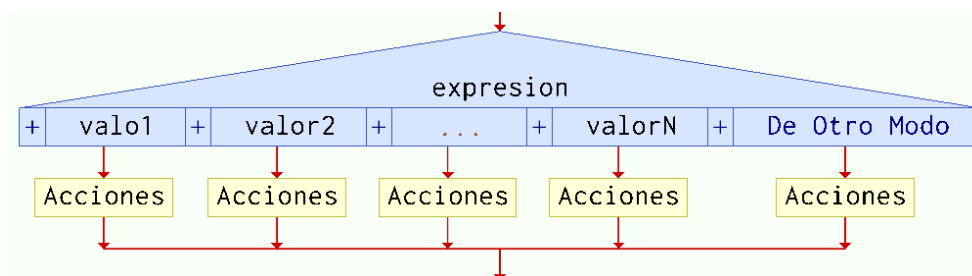 expresion
+ valo1 + valor2 + ... + valorN + De Otro Modo
Acciones Acciones Acciones Acciones Acciones